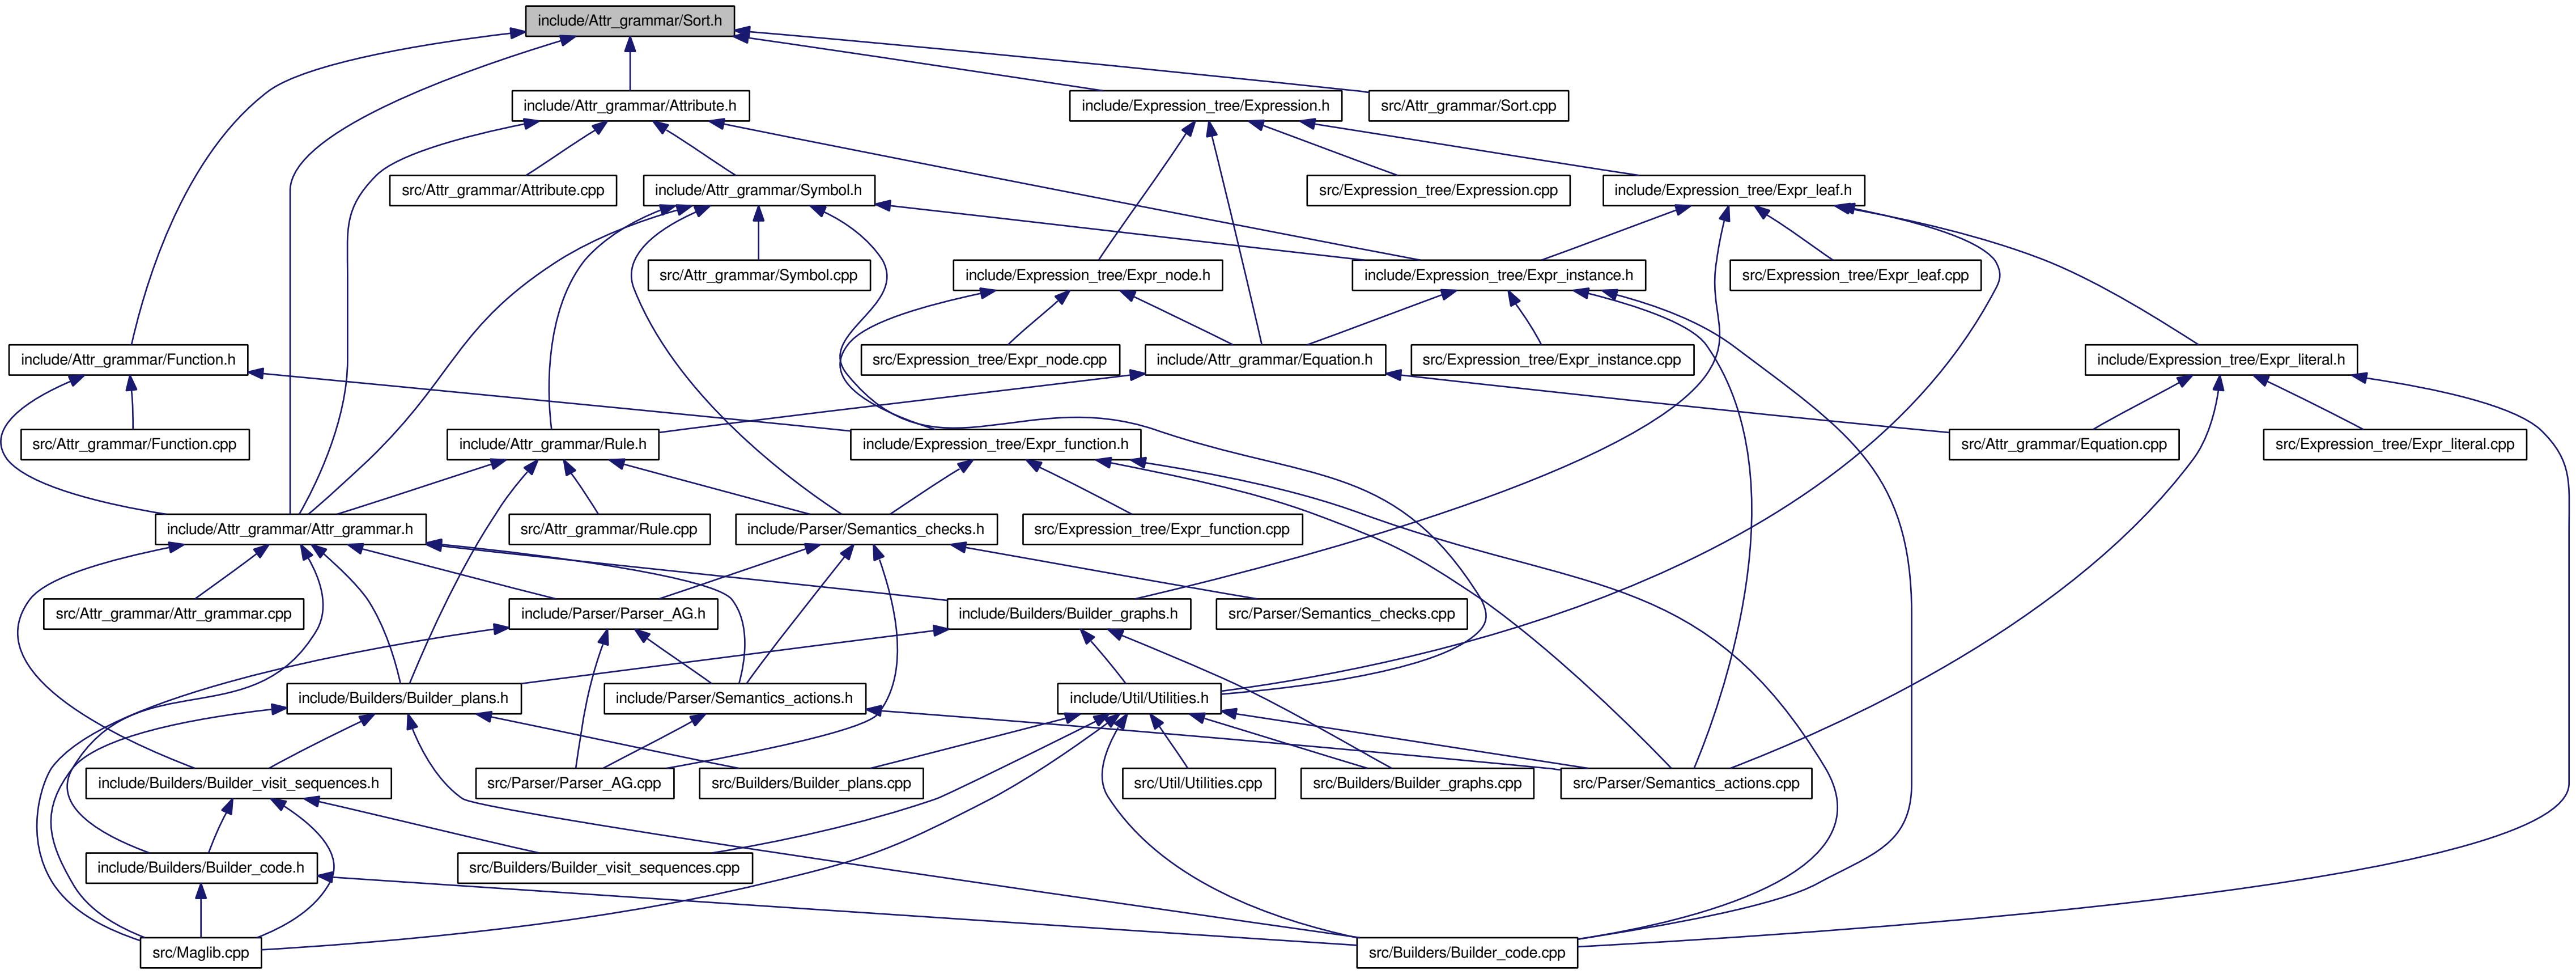 include/Attr_grammar/Sort.h
include/Attr_grammar/Attribute.h
include/Expression_tree/Expression.h
src/Attr_grammar/Sort.cpp
src/Attr_grammar/Attribute.cpp
include/Attr_grammar/Symbol.h
src/Expression_tree/Expression.cpp
include/Expression_tree/Expr_leaf.h
src/Attr_grammar/Symbol.cpp
include/Expression_tree/Expr_node.h
include/Expression_tree/Expr_instance.h
src/Expression_tree/Expr_leaf.cpp
include/Attr_grammar/Function.h
src/Expression_tree/Expr_node.cpp
include/Attr_grammar/Equation.h
src/Expression_tree/Expr_instance.cpp
include/Expression_tree/Expr_literal.h
src/Attr_grammar/Function.cpp
include/Attr_grammar/Rule.h
include/Expression_tree/Expr_function.h
src/Attr_grammar/Equation.cpp
src/Expression_tree/Expr_literal.cpp
include/Attr_grammar/Attr_grammar.h
src/Attr_grammar/Rule.cpp
include/Parser/Semantics_checks.h
src/Expression_tree/Expr_function.cpp
src/Attr_grammar/Attr_grammar.cpp
include/Parser/Parser_AG.h
include/Builders/Builder_graphs.h
src/Parser/Semantics_checks.cpp
include/Builders/Builder_plans.h
include/Parser/Semantics_actions.h
include/Util/Utilities.h
include/Builders/Builder_visit_sequences.h
src/Parser/Parser_AG.cpp
src/Builders/Builder_plans.cpp
src/Util/Utilities.cpp
src/Builders/Builder_graphs.cpp
src/Parser/Semantics_actions.cpp
include/Builders/Builder_code.h
src/Builders/Builder_visit_sequences.cpp
src/Maglib.cpp
src/Builders/Builder_code.cpp